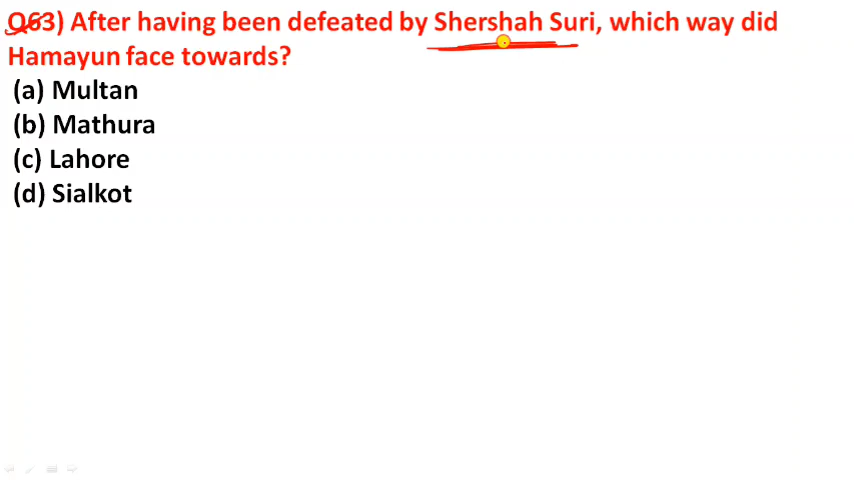 Q63) After having been defeated by Shershah Suri, which way did
Hamayun face towards?
(a) Multan
(b) Mathura
(c) Lahore
(d) Sialkot